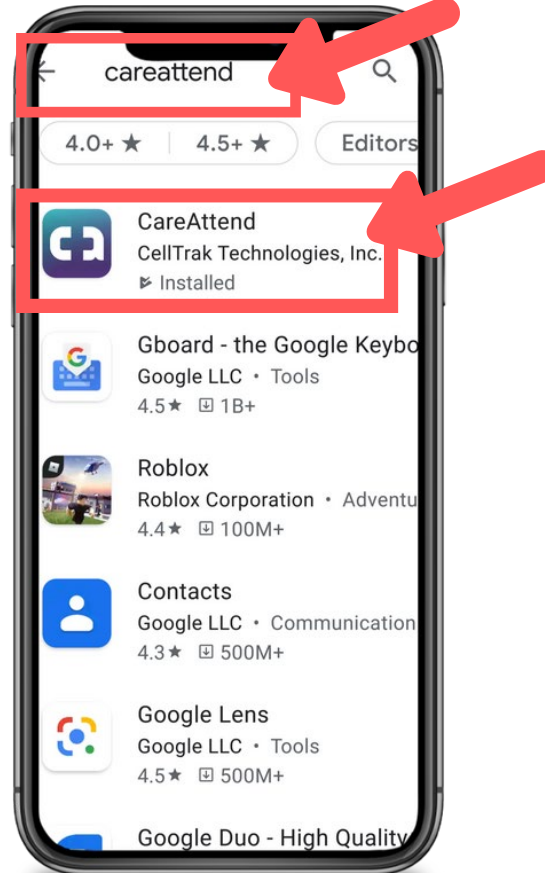 careattend
4.0+ ★ 4.5+ ★ Editors
CareAttend
CellTrak Technologies, Inc.
Installed
Gboard - the Google Keybo
Google LLC • Tools
4.5★ 1B+
Roblox
Roblox Corporation • Adventu
4.4★ 100M+
Contacts
Google LLC • Communication
4.3★ 500M+
Google Lens
Google LLC • Tools
4.5★ 500M+
Google Duo - High Quality